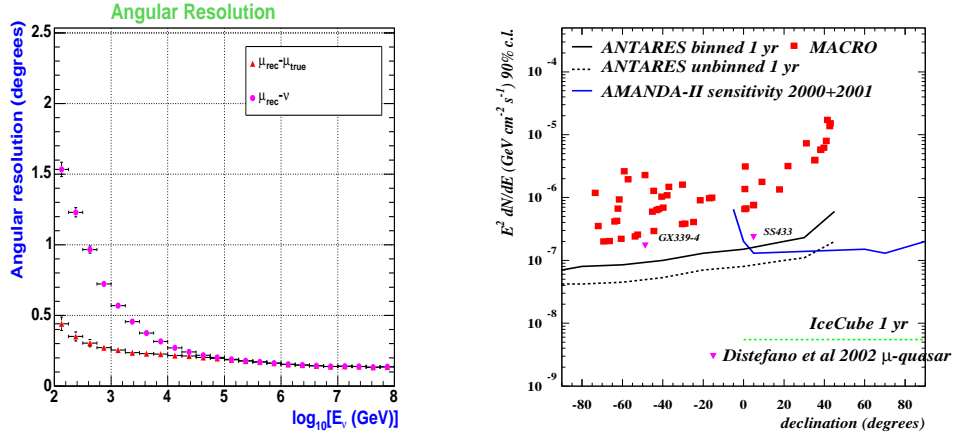 Angular Resolution
Angular resolution (degrees)
2.5
2
1.5
1
0.5
0
μrec-μtrue
μrec-ν
2 3 4 5 6 7 8
log10[Eν (GeV)]
E2 dN/dE (GeV cm-2 s-1) 90% c.l.
10-4
10-5
10-6
10-7
10-8
10-9
ANTARES binned 1 yr
MACRO
ANTARES unbinned 1 yr
AMANDA-II sensitivity 2000+2001
GX339-4
SS433
IceCube 1 yr
Distefano et al 2002 μ-quasar
-80 -60 -40 -20 0 20 40 60 80
declination (degrees)